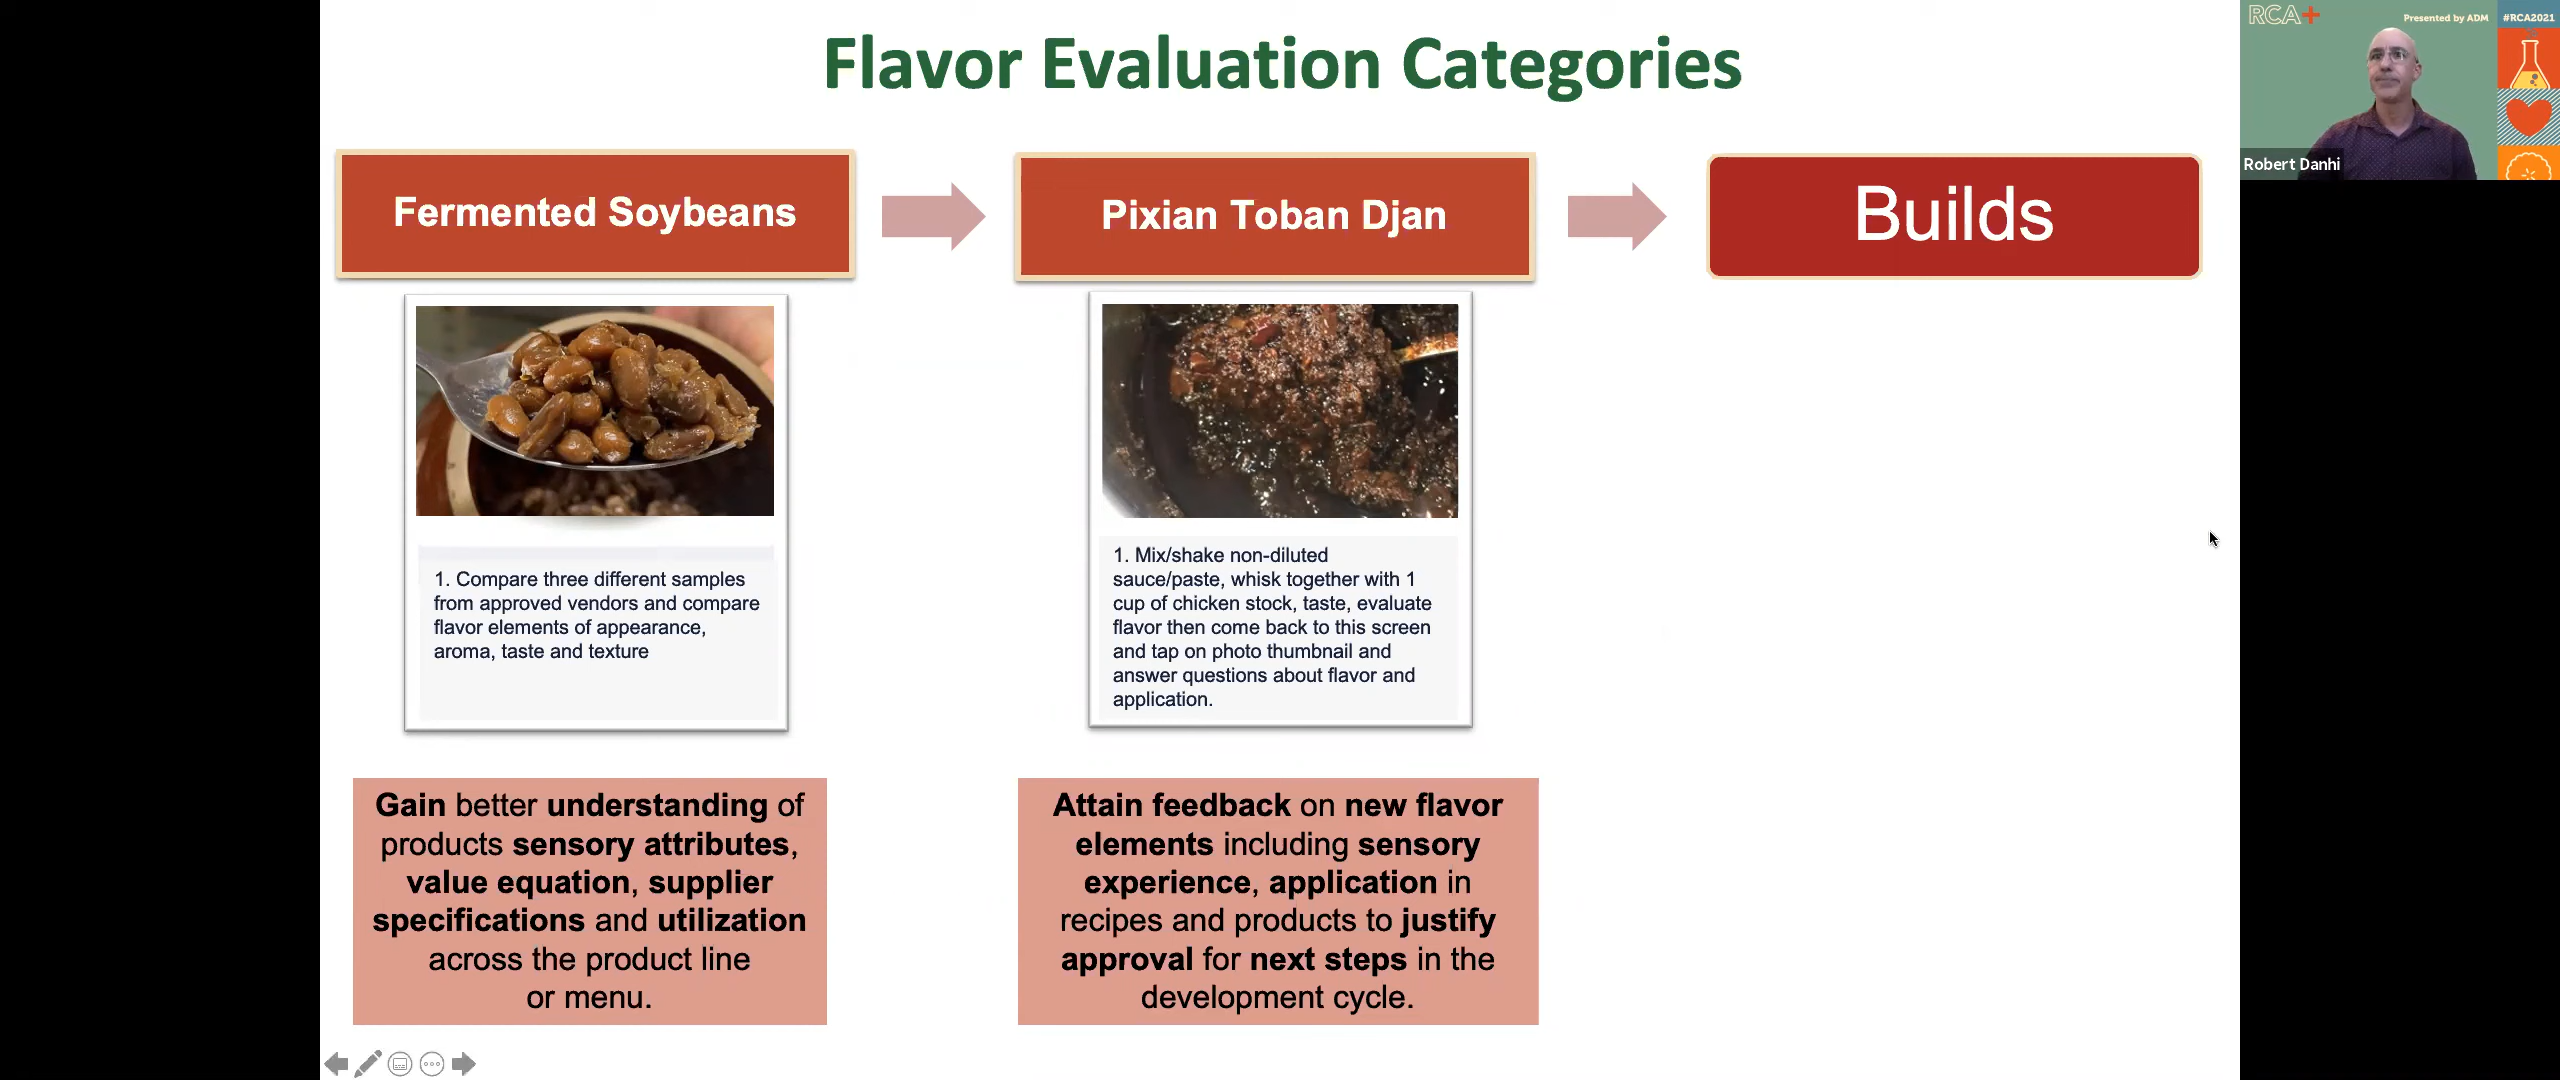 Flavor Evaluation Categories
Fermented Soybeans
Pixian Toban Djan
Builds
1. Compare three different samples
from approved vendors and compare
flavor elements of appearance,
aroma, taste and texture
1. Mix/shake non-diluted
sauce/paste, whisk together with 1
cup of chicken stock, taste, evaluate
flavor then come back to this screen
and tap on photo thumbnail and
answer questions about flavor and
application.
Gain better understanding of
products sensory attributes,
value equation, supplier
specifications and utilization
across the product line
or menu.
Attain feedback on new flavor
elements including sensory
experience, application in
recipes and products to justify
approval for next steps in the
development cycle.
RCA+
Presented by ADM
#RCA2021
Robert Danhi